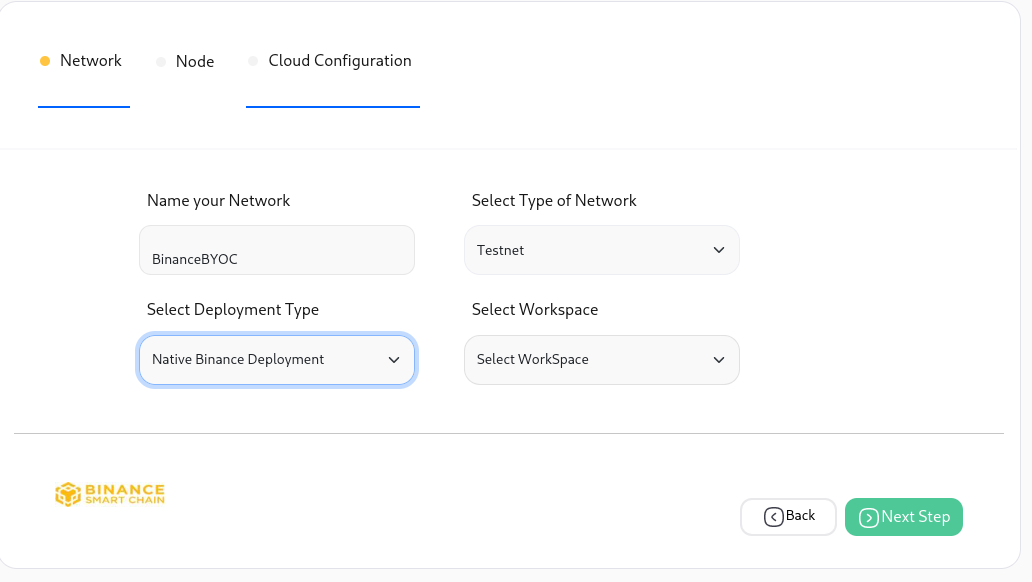 Network
Node
Cloud Configuration
Name your Network
Select Type of Network
BinanceBYOC
Testnet
Select Deployment Type
Select Workspace
Native Binance Deployment
Select WorkSpace
BINANCE
SMART CHAIN
Back
Next Step